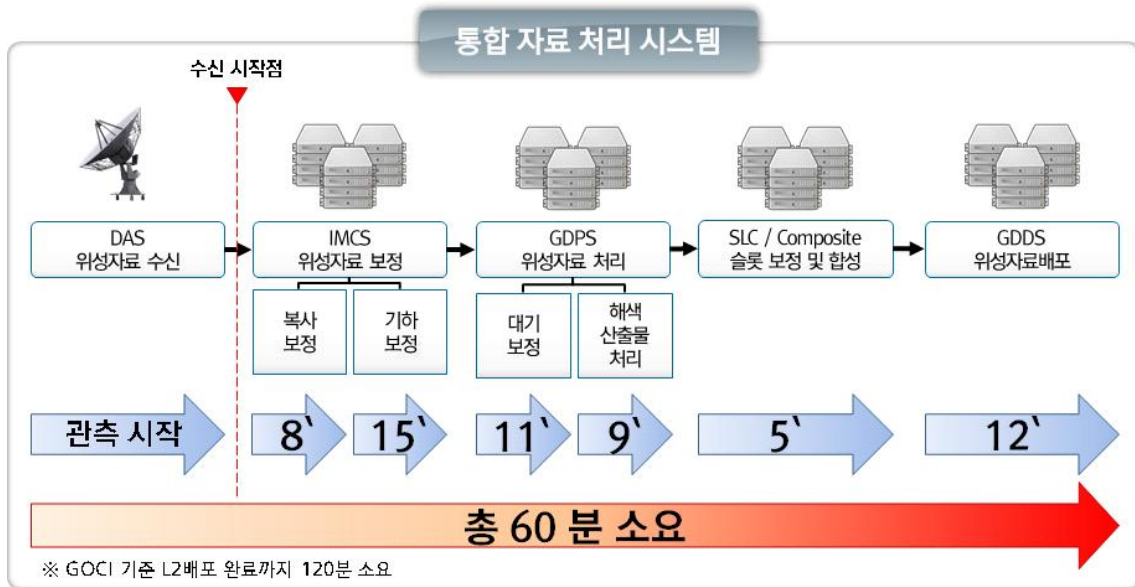 통합 자료 처리 시스템
수신 시작점
DAS
위성자료 수신
IMCS
위성자료 보정
GDPS
위성자료 처리
SLC / Composite
슬롯 보정 및 합성
GDDS
위성자료배포
복사
보정
기하
보정
대기
보정
해색
산출물
처리
관측 시작
8`
15`
11`
9`
5`
12`
총 60 분 소요
※ GOCI 기준 L2배포 완료까지 120분 소요